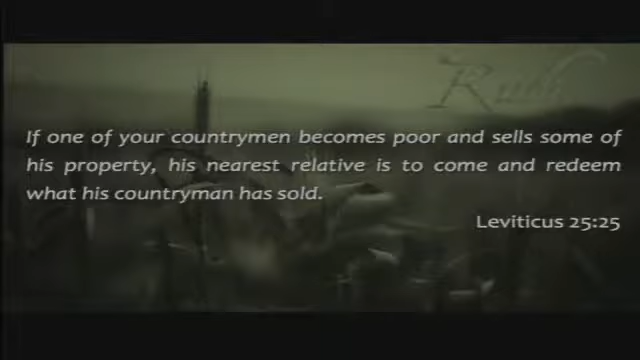 Ruth
If one of your countrymen becomes poor and sells some of
his property, his nearest relative is to come and redeem
what his countryman has sold.
Leviticus 25:25